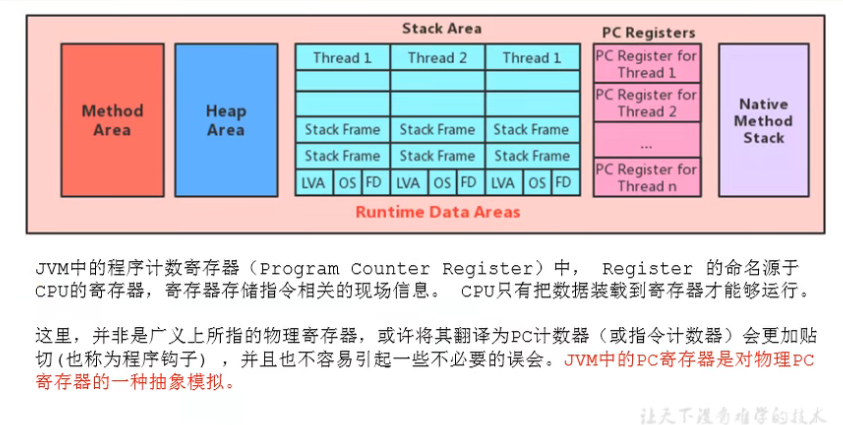 Stack Area
PC Registers
Method Area
Heap Area
Thread 1 Thread 2 Thread 1
Stack Frame Stack Frame Stack Frame
Stack Frame Stack Frame Stack Frame
LVA OS FD LVA OS FD LVA OS FD
PC Register for Thread 1
PC Register for Thread 2
...
PC Register for Thread n
Native Method Stack
Runtime Data Areas
JVM中的程序计数寄存器（Program Counter Register）中， Register 的命名源于
CPU的寄存器，寄存器存储指令相关的现场信息。 CPU只有把数据装载到寄存器才能够运行。
这里，并非是广义上所指的物理寄存器，或许将其翻译为PC计数器（或指令计数器）会更加贴
切(也称为程序钩子) ，并且也不容易引起一些不必要的误会。JVM中的PC寄存器是对物理PC
寄存器的一种抽象模拟。
让天下没有难学的技术